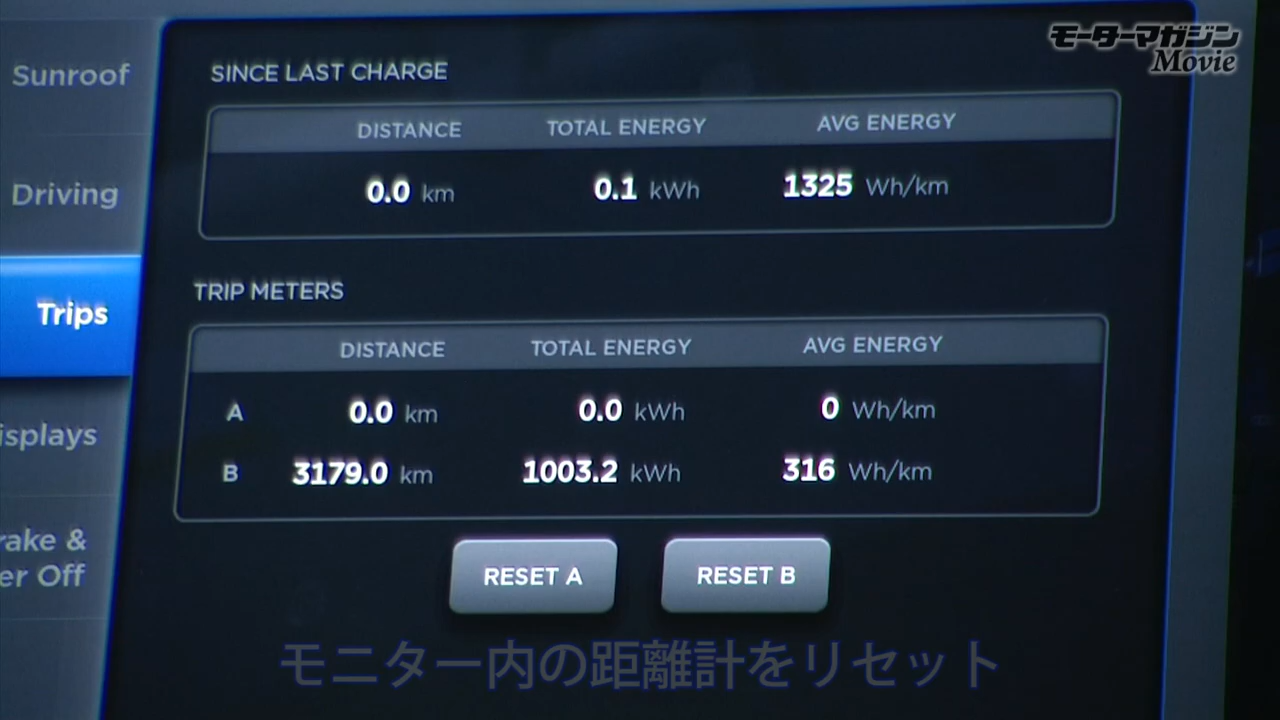 モーターマガジン
Movie
Sunroof
Driving
Trips
isplays
rake &
er Off
SINCE LAST CHARGE
DISTANCE TOTAL ENERGY AVG ENERGY
0.0 km 0.1 kWh 1325 Wh/km
TRIP METERS
DISTANCE TOTAL ENERGY AVG ENERGY
A 0.0 km 0.0 kWh 0 Wh/km
B 3179.0 km 1003.2 kWh 316 Wh/km
RESET A RESET B
モニター内の距離計をリセット